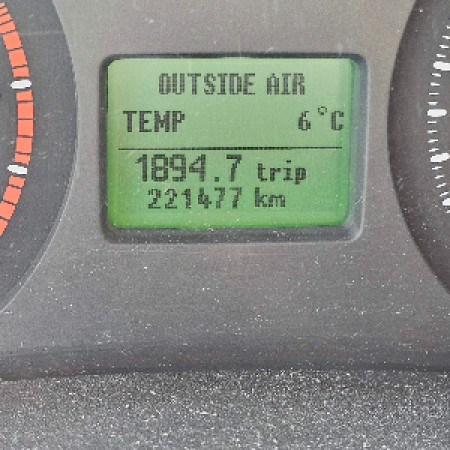 OUTSIDE AIR
TEMP 6°C
1894.7 trip
221477 km